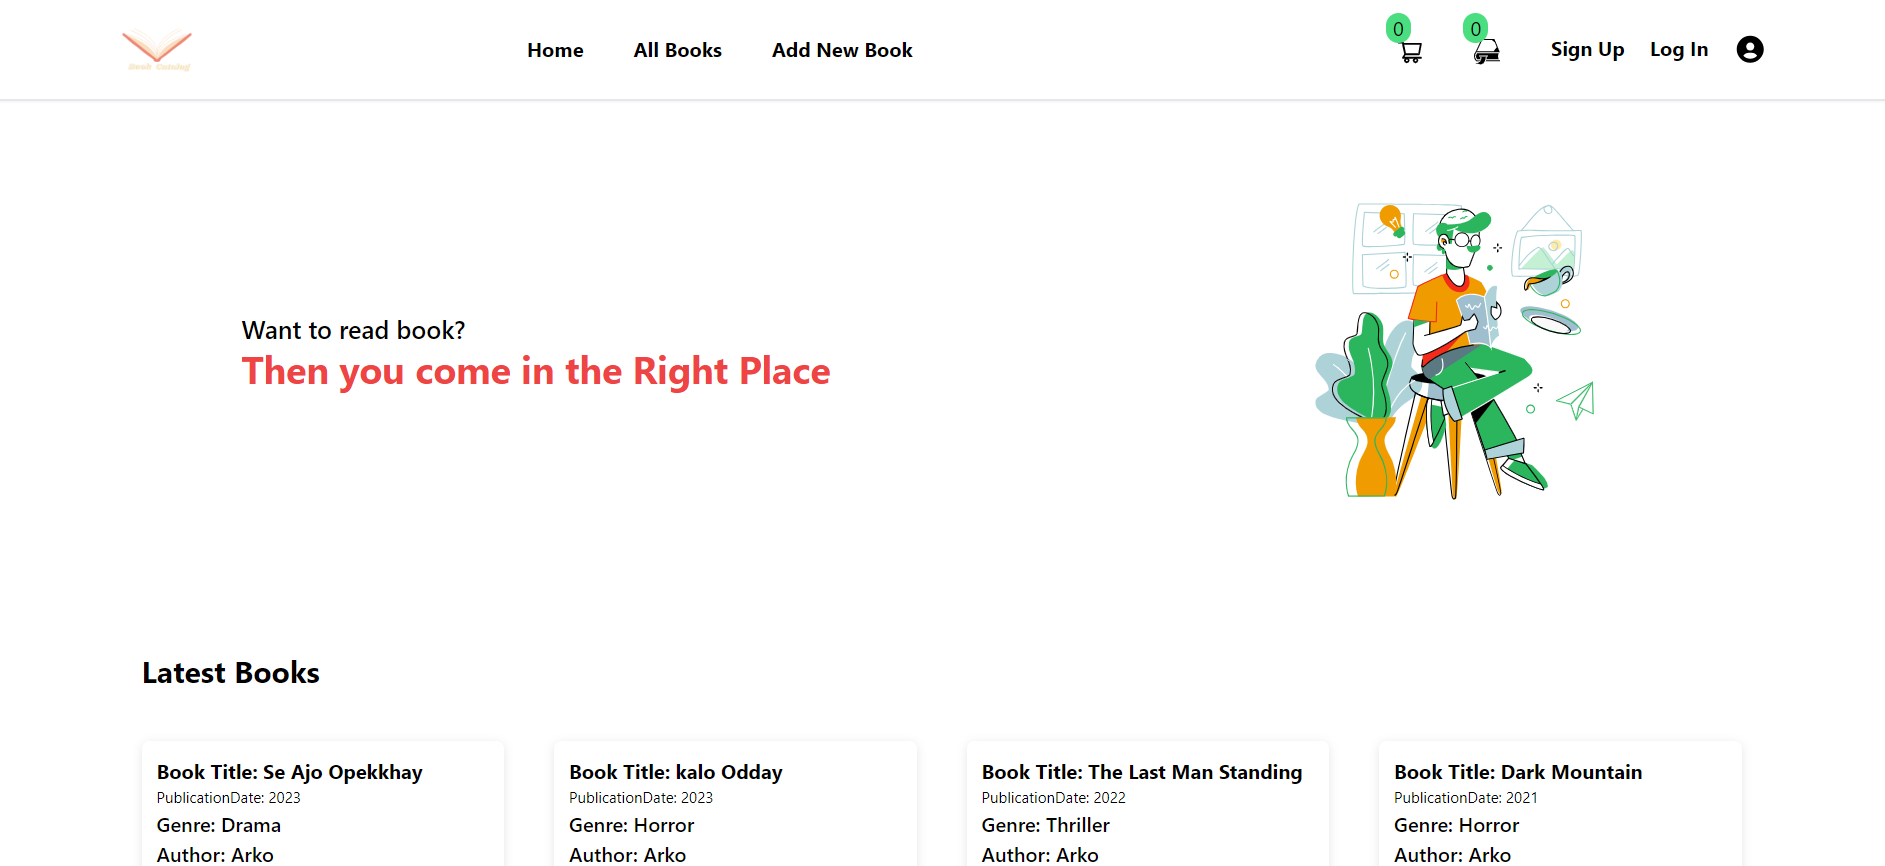 Home All Books Add New Book 0 0 Sign Up Log In
Want to read book?
Then you come in the Right Place
Latest Books
Book Title: Se Ajo Opekkhay
PublicationDate: 2023
Genre: Drama
Author: Arko
Book Title: kalo Odday
PublicationDate: 2023
Genre: Horror
Author: Arko
Book Title: The Last Man Standing
PublicationDate: 2022
Genre: Thriller
Author: Arko
Book Title: Dark Mountain
PublicationDate: 2021
Genre: Horror
Author: Arko